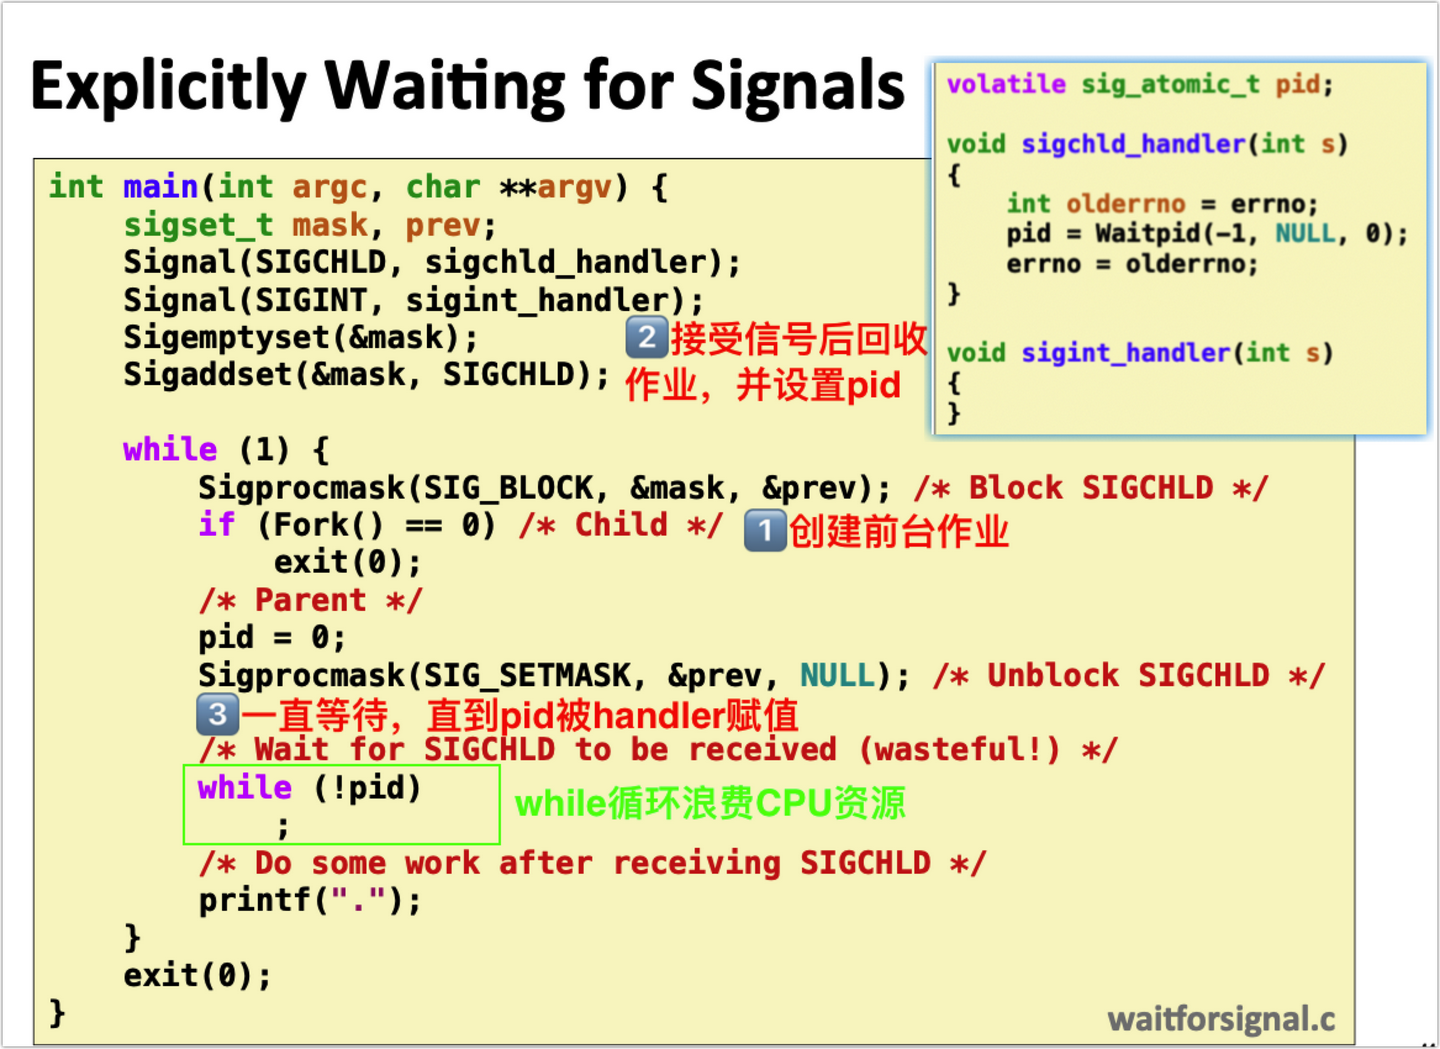 Explicitly Waiting for Signals
volatile sig_atomic_t pid;
void sigchld_handler(int s)
{
int olderrno = errno;
pid = Waitpid(-1, NULL, 0);
errno = olderrno;
}
void sigint_handler(int s)
{
}
int main(int argc, char **argv) {
sigset_t mask, prev;
Signal(SIGCHLD, sigchld_handler);
Signal(SIGINT, sigint_handler);
Sigemptyset(&mask);
Sigaddset(&mask, SIGCHLD);
2接受信号后回收
作业，并设置pid
while (1) {
Sigprocmask(SIG_BLOCK, &mask, &prev); /* Block SIGCHLD */
if (Fork() == 0) /* Child */ 1创建前台作业
exit(0);
/* Parent */
pid = 0;
Sigprocmask(SIG_SETMASK, &prev, NULL); /* Unblock SIGCHLD */
3一直等待，直到pid被handler赋值
/* Wait for SIGCHLD to be received (wasteful!) */
while (!pid)
;
while循环浪费CPU资源
/* Do some work after receiving SIGCHLD */
printf(".");
}
exit(0);
}
waitforsignal.c